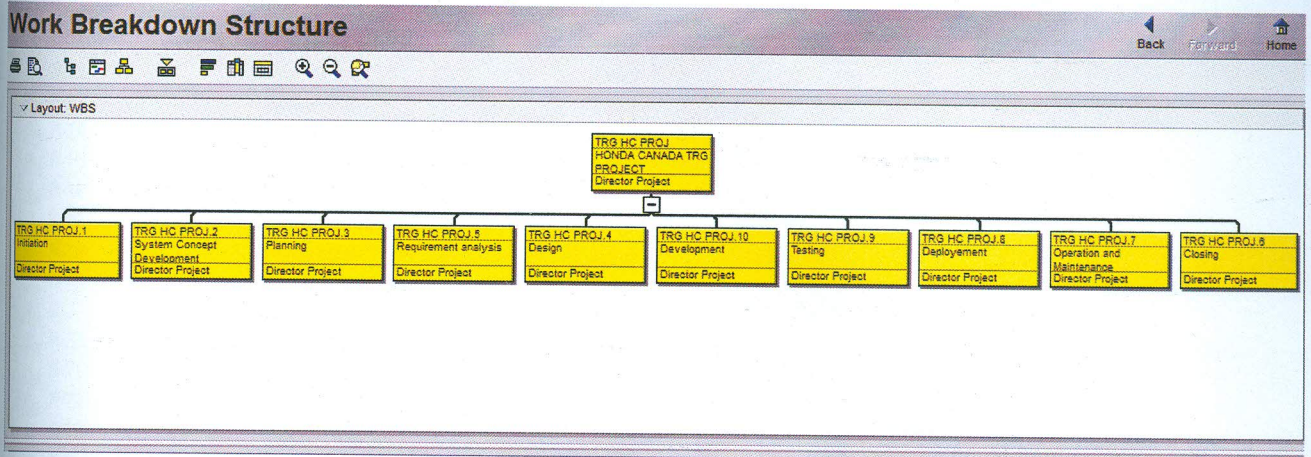 Work Breakdown Structure
Back
Forward
Home
Layout: WBS
TRG HC PROJ
HONDA CANADA TRG
PROJECT
Director Project
TRG HC PROJ.1
Initiation
Director Project
TRG HC PROJ.2
System Concept
Development
Director Project
TRG HC PROJ.3
Planning
Director Project
TRG HC PROJ.5
Requirement analysis
Director Project
TRG HC PROJ.4
Design
Director Project
TRG HC PROJ.10
Development
Director Project
TRG HC PROJ.9
Testing
Director Project
TRG HC PROJ.8
Deployement
Director Project
TRG HC PROJ.7
Operation and
Maintenance
Director Project
TRG HC PROJ.6
Closing
Director Project